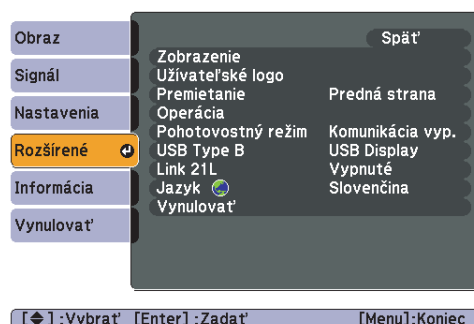 Obraz
Signál
Nastavenia
Rozšírené
Informácia
Vynulovať
Späť
Zobrazenie
Užívateľské logo
Premietanie Predná strana
Operácia
Pohotovostný režim Komunikácia vyp.
USB Type B USB Display
Link 21L Vypnuté
Jazyk Slovenčina
Vynulovať
[ ] :Vybrať [Enter] :Zadať [Menu]:Koniec